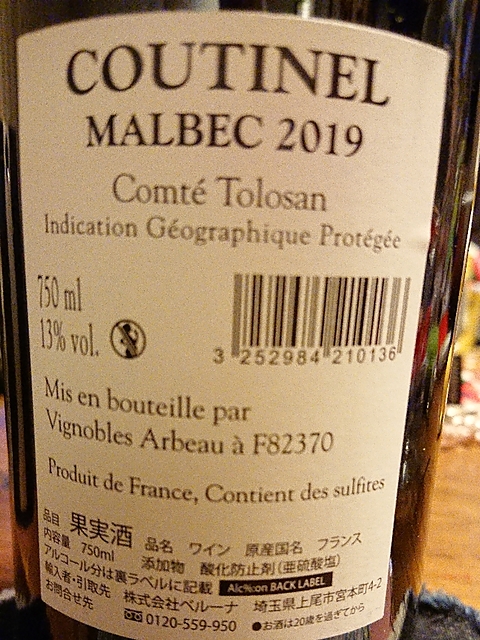 COUTINEL
MALBEC 2019
Comté Tolosan
Indication Géographique Protégée
750 ml
13% vol.
3 252984 210136
Mis en bouteille par
Vignobles Arbeau à F82370
Produit de France, Contient des sulfites
品目 果実酒 品名 ワイン 原産国名 フランス
内容量 750ml 添加物 酸化防止剤(亜硫酸塩)
アルコール分は裏ラベルに記載 Alc%:on BACK LABEL
輸入者・引取先 株式会社ベルーナ 埼玉県上尾市宮本町4-2
お問合せ先 0120-559-950 ●お酒は20歳を過ぎてから